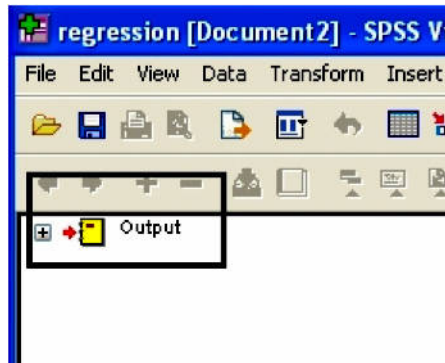 regression [Document2] - SPSS V
File Edit View Data Transform Insert
Output